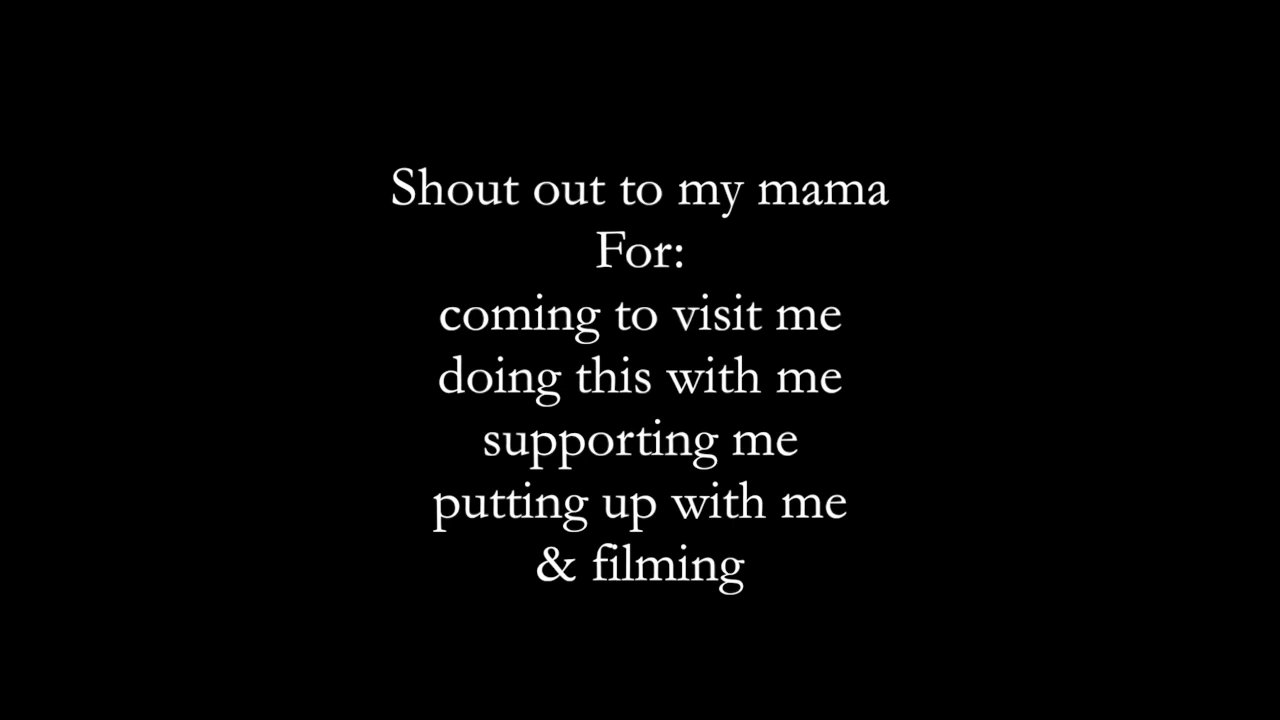 Shout out to my mama
For:
coming to visit me
doing this with me
supporting me
putting up with me
& filming